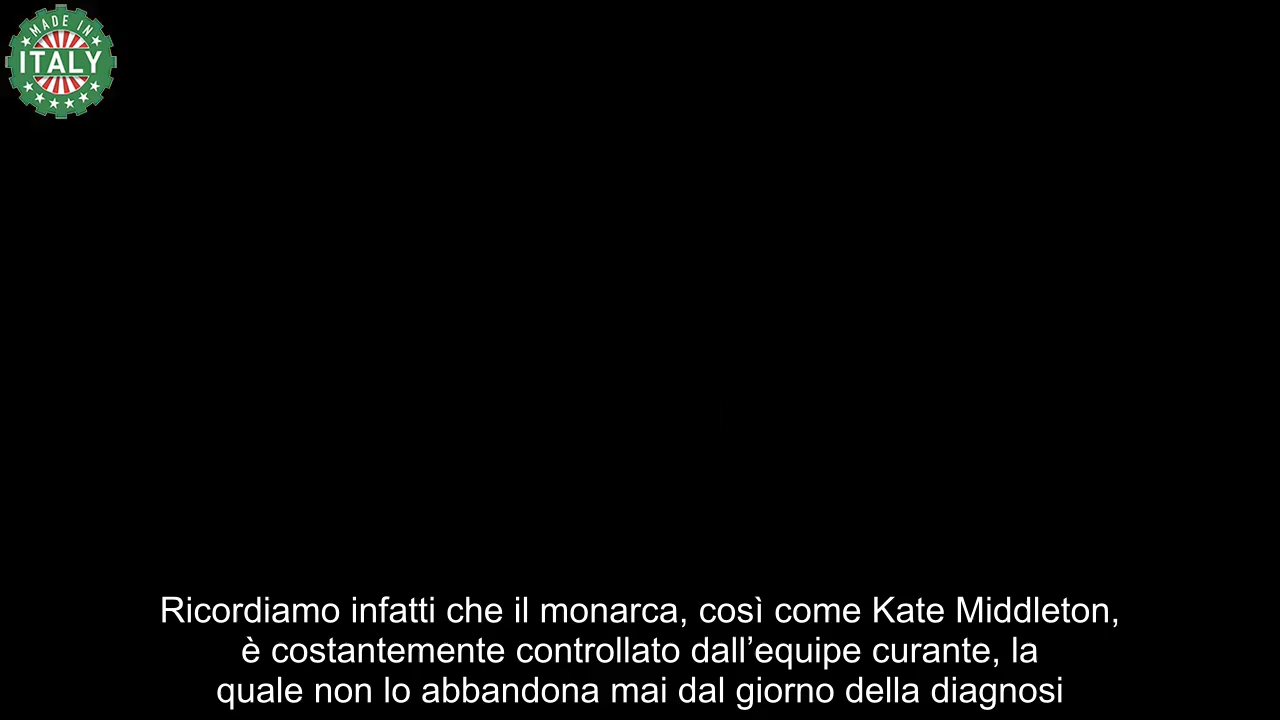 MADE IN
ITALY
Ricordiamo infatti che il monarca, così come Kate Middleton,
è costantemente controllato dall’equipe curante, la
quale non lo abbandona mai dal giorno della diagnosi